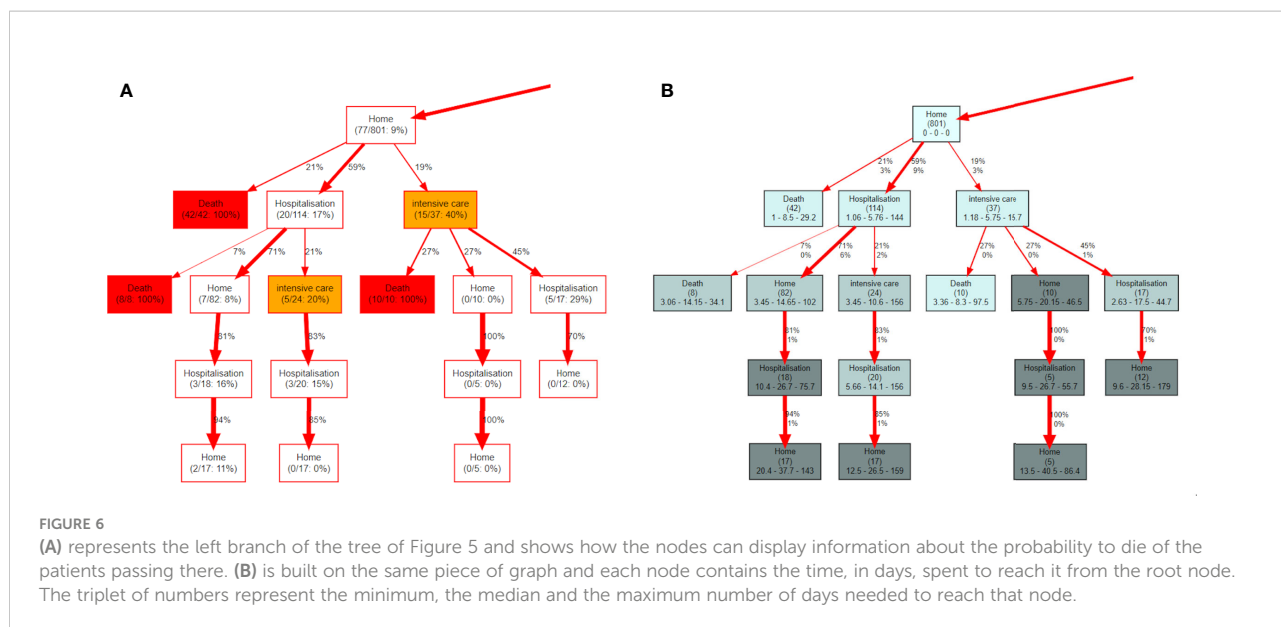 A
Home
(77/801: 9%)
21%
59%
19%
Death
(42/42: 100%)
Hospitalisation
(20/114: 17%)
intensive care
(15/37: 40%)
7%
71%
21%
27%
27%
45%
Death
(8/8: 100%)
Home
(7/82: 8%)
intensive care
(5/24: 20%)
Death
(10/10: 100%)
Home
(0/10: 0%)
Hospitalisation
(5/17: 29%)
81%
83%
100%
70%
Hospitalisation
(3/18: 16%)
Hospitalisation
(3/20: 15%)
Hospitalisation
(0/5: 0%)
Home
(0/12: 0%)
94%
85%
100%
Home
(2/17: 11%)
Home
(0/17: 0%)
Home
(0/5: 0%)
B
Home
(801)
0 - 0 - 0
21%
3%
59%
9%
19%
3%
Death
(42)
1 - 8.5 - 29.2
Hospitalisation
(114)
1.06 - 5.76 - 144
intensive care
(37)
1.18 - 5.75 - 15.7
7%
0%
71%
6%
21%
2%
27%
0%
27%
0%
45%
1%
Death
(8)
3.06 - 14.15 - 34.1
Home
(82)
3.45 - 14.65 - 102
intensive care
(24)
3.45 - 10.6 - 156
Death
(10)
3.36 - 8.3 - 97.5
Home
(10)
5.75 - 20.15 - 46.5
Hospitalisation
(17)
2.63 - 17.5 - 44.7
81%
1%
83%
1%
100%
0%
70%
1%
Hospitalisation
(18)
10.4 - 26.7 - 75.7
Hospitalisation
(20)
5.66 - 14.1 - 156
Hospitalisation
(5)
9.5 - 26.7 - 55.7
Home
(12)
9.6 - 28.15 - 179
94%
1%
85%
1%
100%
0%
Home
(17)
20.4 - 37.7 - 143
Home
(17)
12.5 - 26.5 - 159
Home
(5)
13.5 - 40.5 - 86.4
FIGURE 6
(A) represents the left branch of the tree of Figure 5 and shows how the nodes can display information about the probability to die of the
patients passing there. (B) is built on the same piece of graph and each node contains the time, in days, spent to reach it from the root node.
The triplet of numbers represent the minimum, the median and the maximum number of days needed to reach that node.